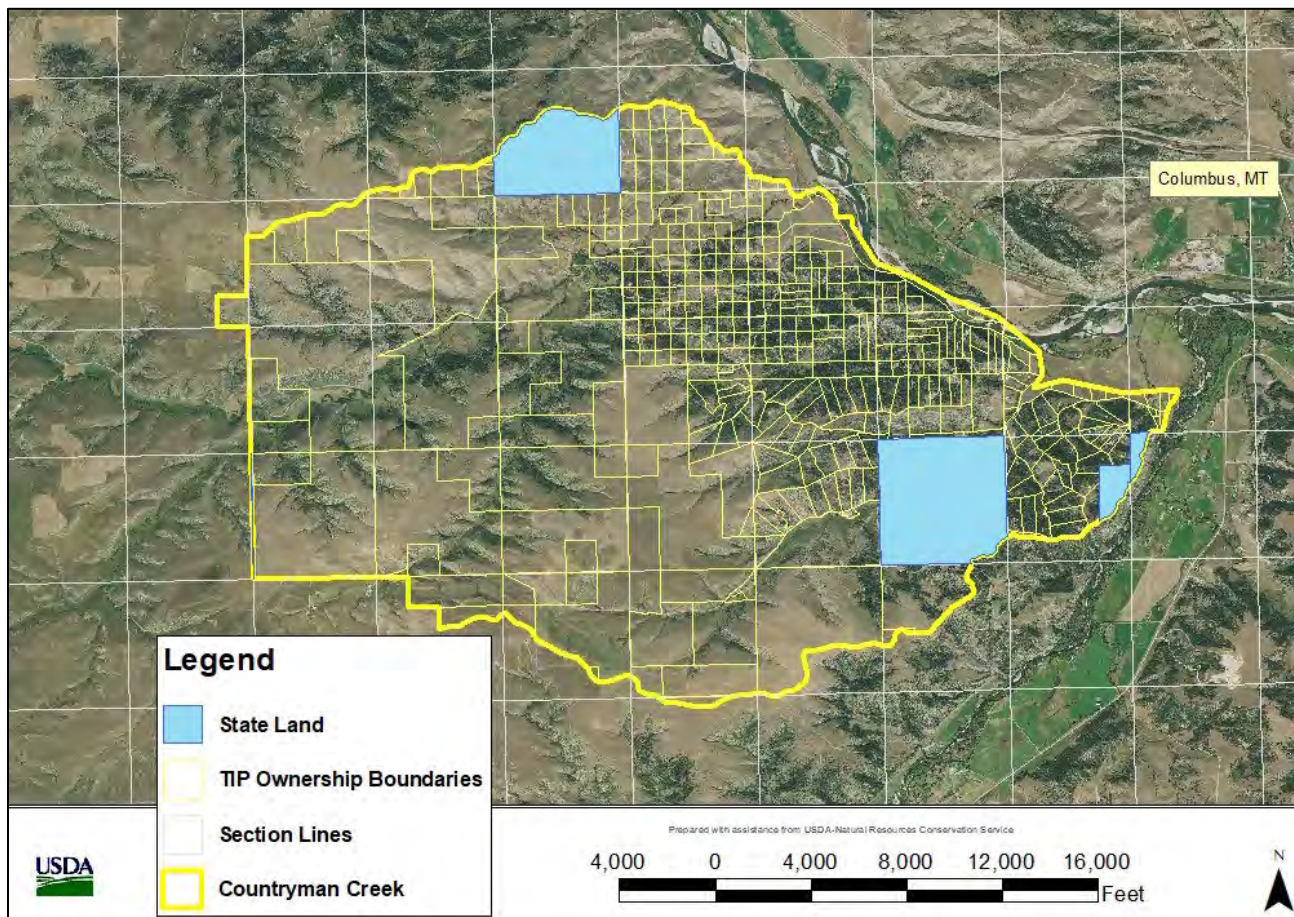 Columbus, MT
Legend
State Land
TIP Ownership Boundaries
Section Lines
Countryman Creek
USDA
Prepared with assistance from USDA-Natural Resources Conservation Service
4,000 0 4,000 8,000 12,000 16,000
Feet
N